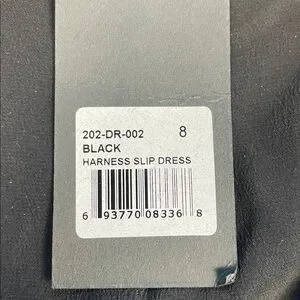 202-DR-002 8
BLACK
HARNESS SLIP DRESS
6 93770 08336 8